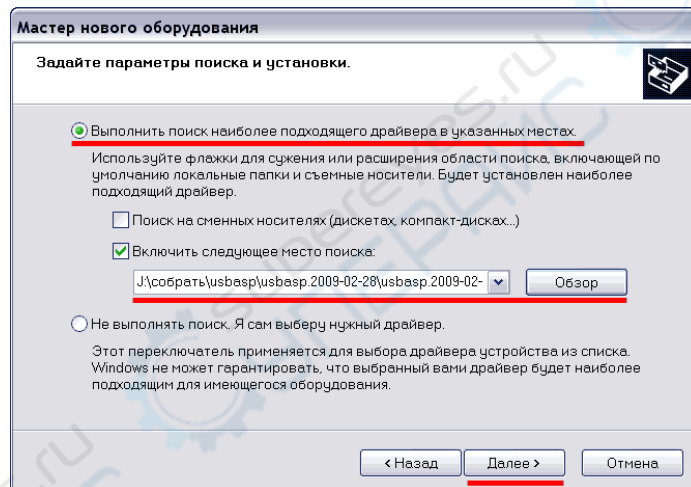 Мастер нового оборудования
Задайте параметры поиска и установки.
Выполнить поиск наиболее подходящего драйвера в указанных местах.
Используйте флажки для сужения или расширения области поиска, включающей по
умолчанию локальные папки и съемные носители. Будет установлен наиболее
подходящий драйвер.
Поиск на сменных носителях (дискетах, компакт-дисках...)
Включить следующее место поиска:
J:\собрать\usbasp\usbasp.2009-02-28\usbasp.2009-02-
Обзор
Не выполнять поиск. Я сам выберу нужный драйвер.
Этот переключатель применяется для выбора драйвера устройства из списка.
Windows не может гарантировать, что выбранный вами драйвер будет наиболее
подходящим для имеющегося оборудования.
< Назад
Далее >
Отмена
supereyes.ru
СУПЕРАЙС